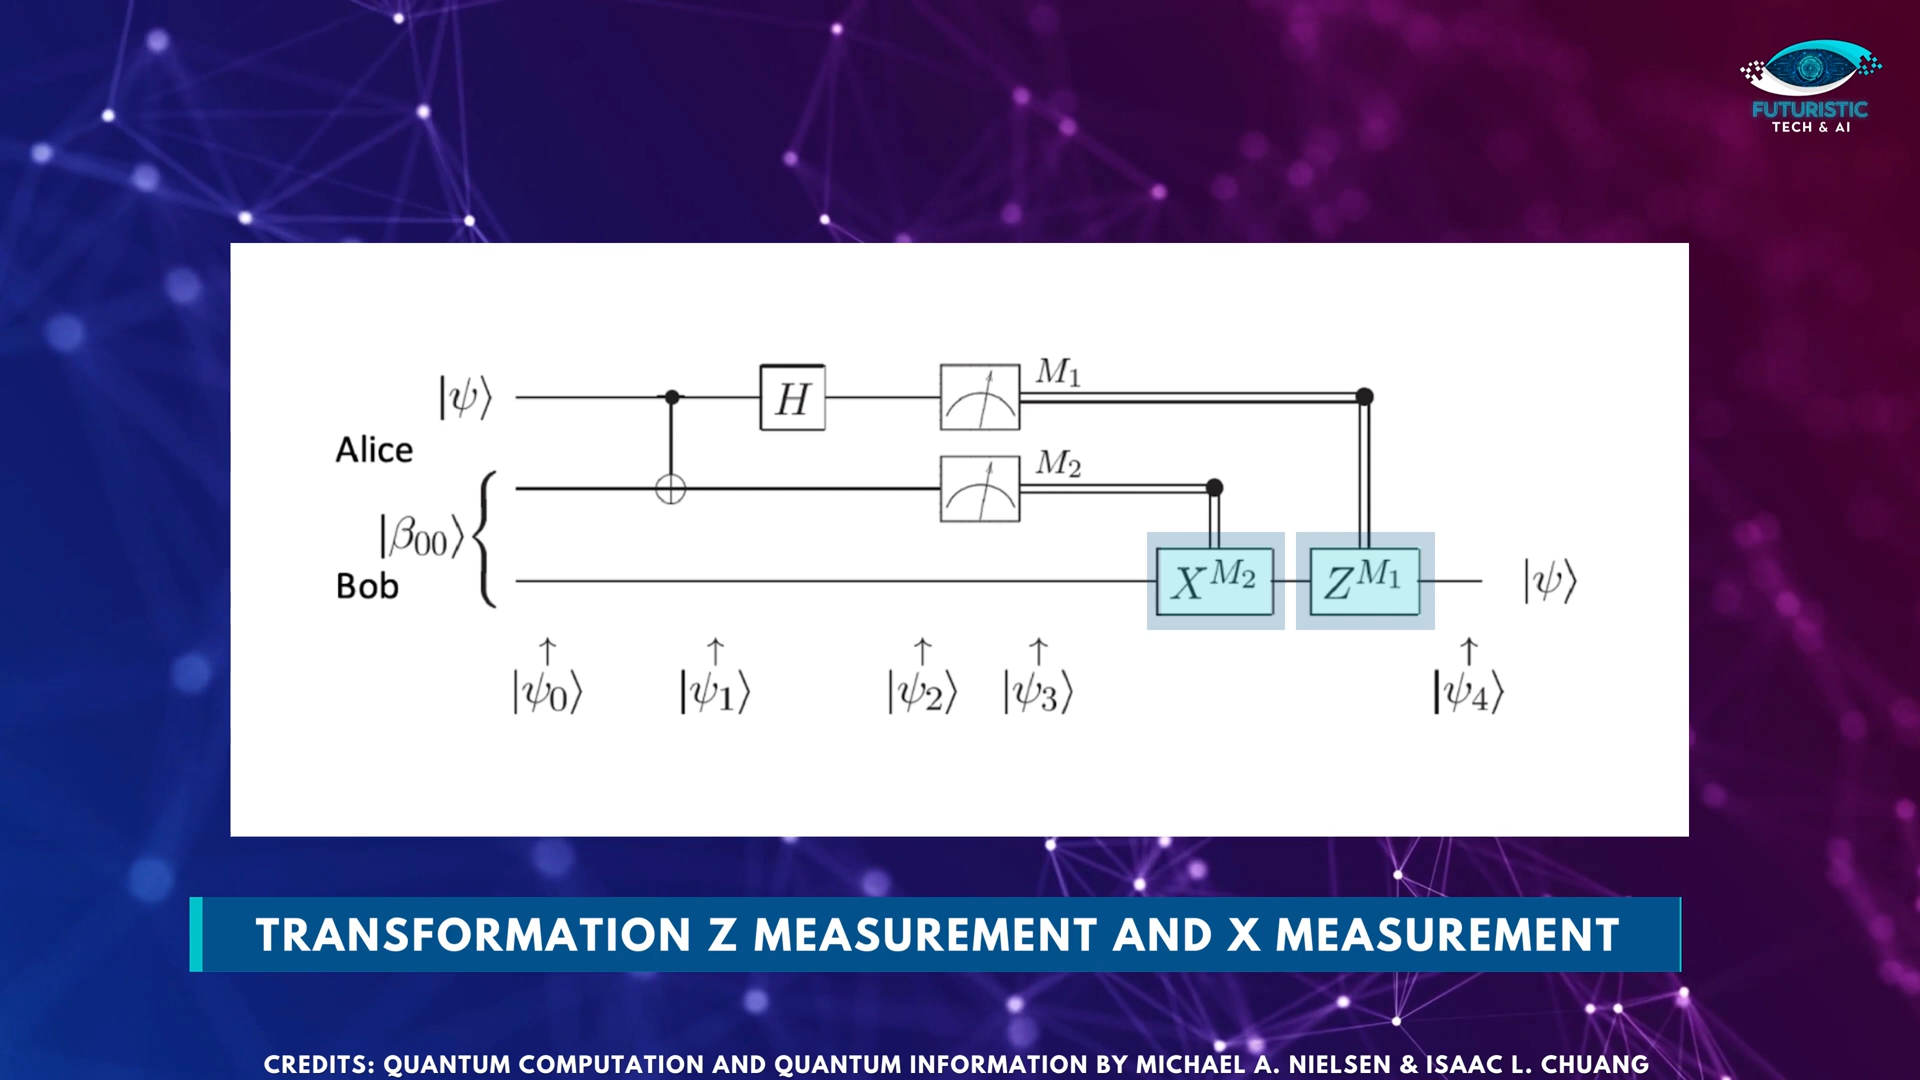 FUTURISTIC
TECH & AI
|ψ⟩
H
M₁
Alice
M₂
|β₀₀⟩
Bob
X^M₂
Z^M₁
|ψ⟩
↑ ↑ ↑ ↑ ↑
|ψ₀⟩ |ψ₁⟩ |ψ₂⟩ |ψ₃⟩ |ψ₄⟩
TRANSFORMATION Z MEASUREMENT AND X MEASUREMENT
CREDITS: QUANTUM COMPUTATION AND QUANTUM INFORMATION BY MICHAEL A. NIELSEN & ISAAC L. CHUANG